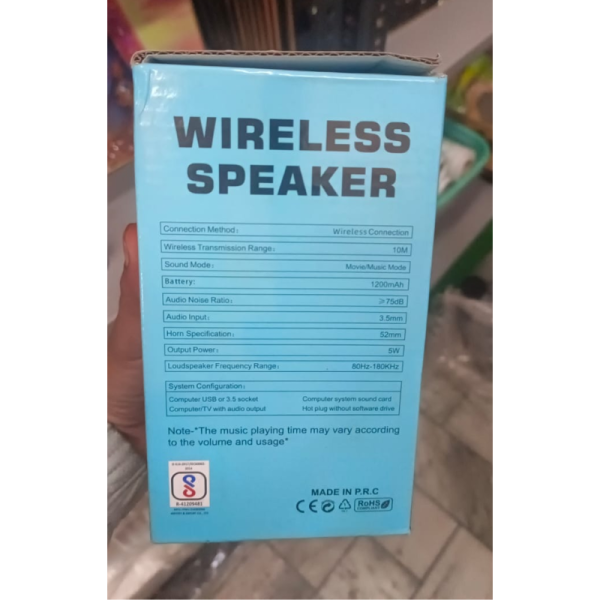 WIRELESS
SPEAKER
Connection Method: Wireless Connection
Wireless Transmission Range: 10M
Sound Mode: Movie/Music Mode
Battery: 1200mAh
Audio Noise Ratio: ≥75dB
Audio Input: 3.5mm
Horn Specification: 52mm
Output Power: 5W
Loudspeaker Frequency Range: 80Hz-180KHz
System Configuration:
Computer USB or 3.5 socket Computer system sound card
Computer/TV with audio output Hot plug without software drive
Note-*The music playing time may vary according
to the volume and usage*
R-41209481
MADE IN P.R.C
CE RoHS